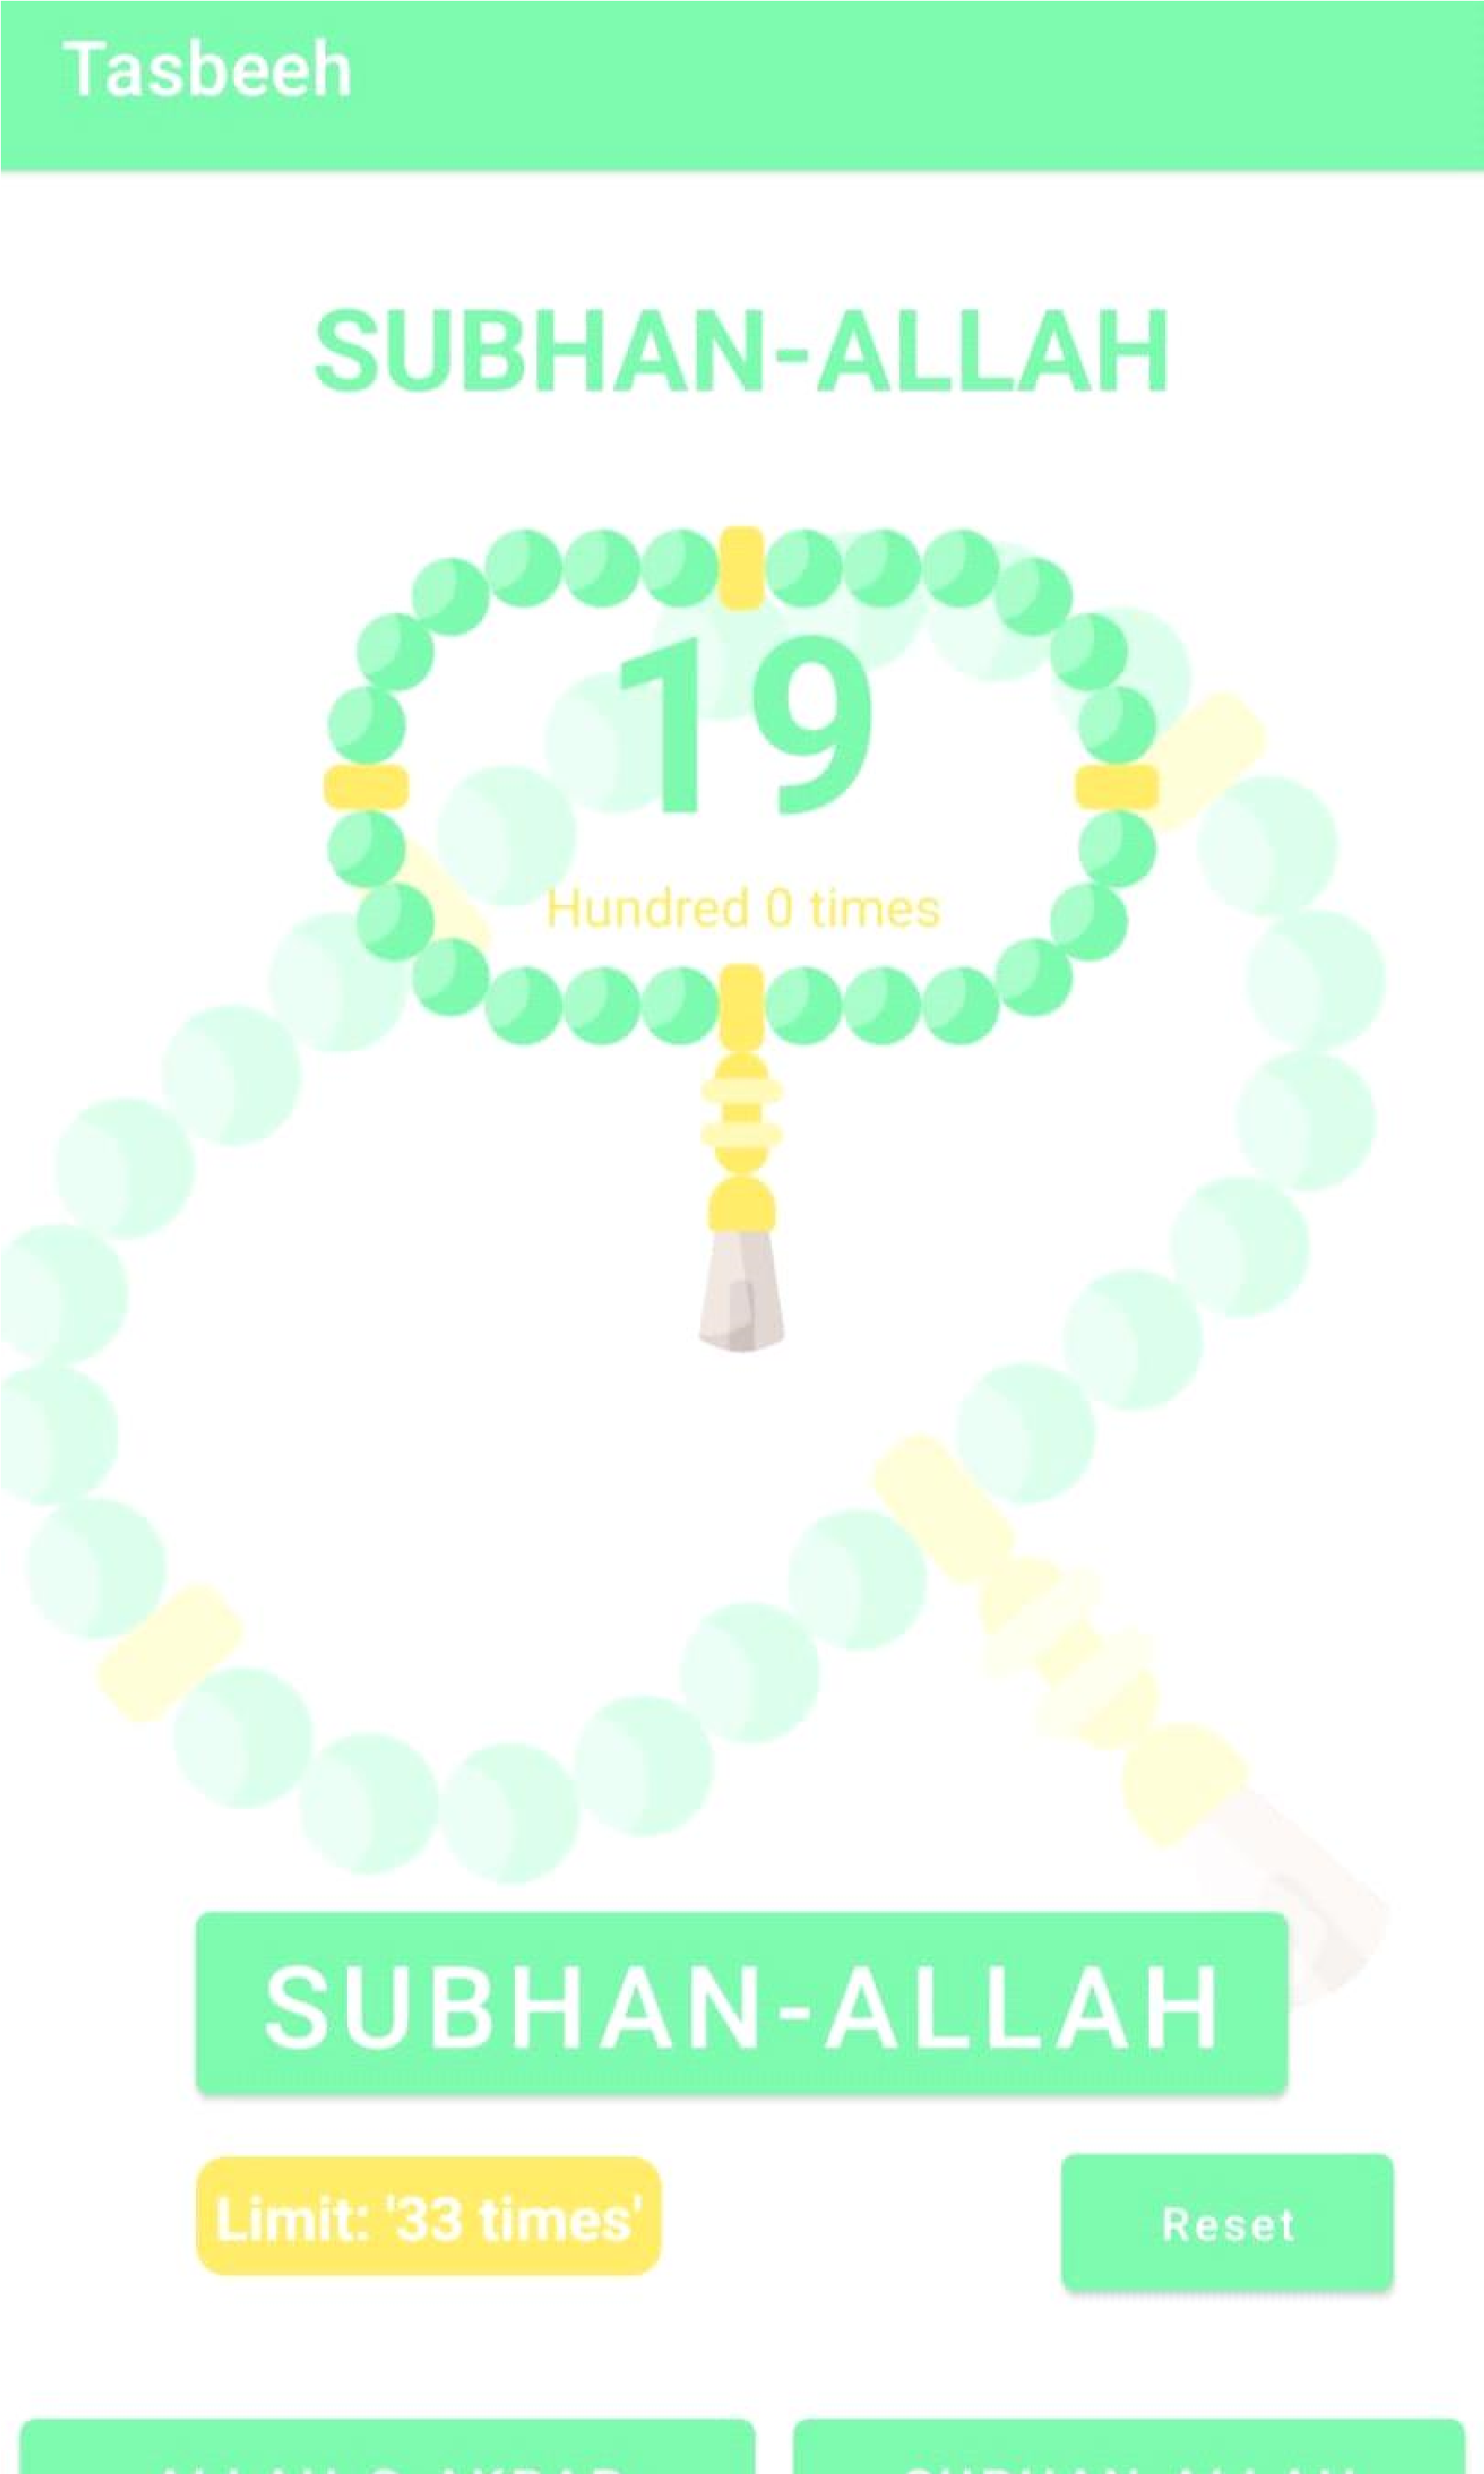 Tasbeeh
SUBHAN-ALLAH
19
Hundred 0 times
SUBHAN-ALLAH
Limit: '33 times'
Reset